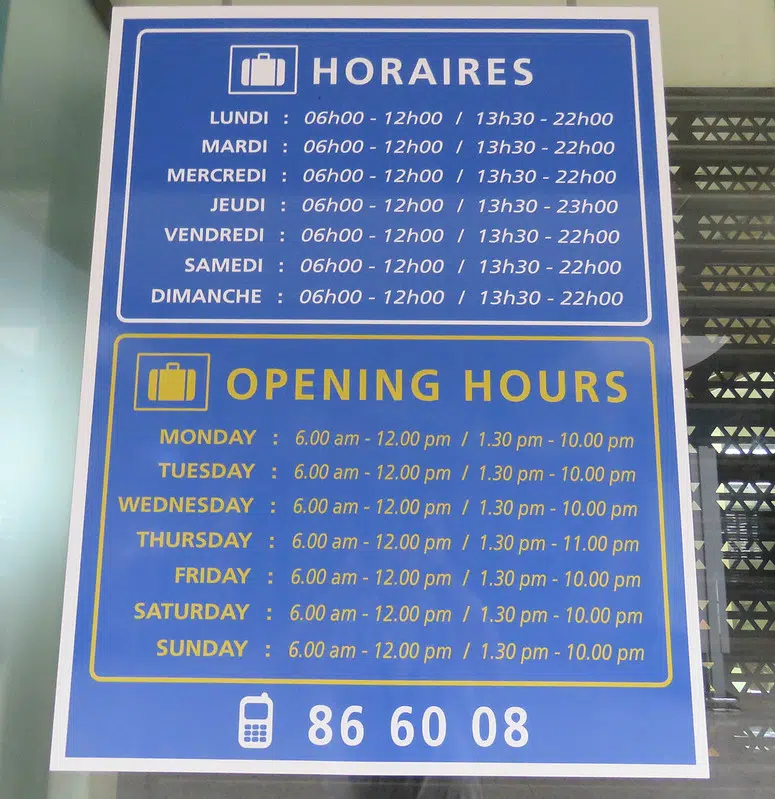 HORAIRES
LUNDI : 06h00 - 12h00 / 13h30 - 22h00
MARDI : 06h00 - 12h00 / 13h30 - 22h00
MERCREDI : 06h00 - 12h00 / 13h30 - 22h00
JEUDI : 06h00 - 12h00 / 13h30 - 23h00
VENDREDI : 06h00 - 12h00 / 13h30 - 22h00
SAMEDI : 06h00 - 12h00 / 13h30 - 22h00
DIMANCHE : 06h00 - 12h00 / 13h30 - 22h00
OPENING HOURS
MONDAY : 6.00 am - 12.00 pm / 1.30 pm - 10.00 pm
TUESDAY : 6.00 am - 12.00 pm / 1.30 pm - 10.00 pm
WEDNESDAY : 6.00 am - 12.00 pm / 1.30 pm - 10.00 pm
THURSDAY : 6.00 am - 12.00 pm / 1.30 pm - 11.00 pm
FRIDAY : 6.00 am - 12.00 pm / 1.30 pm - 10.00 pm
SATURDAY : 6.00 am - 12.00 pm / 1.30 pm - 10.00 pm
SUNDAY : 6.00 am - 12.00 pm / 1.30 pm - 10.00 pm
86 60 08